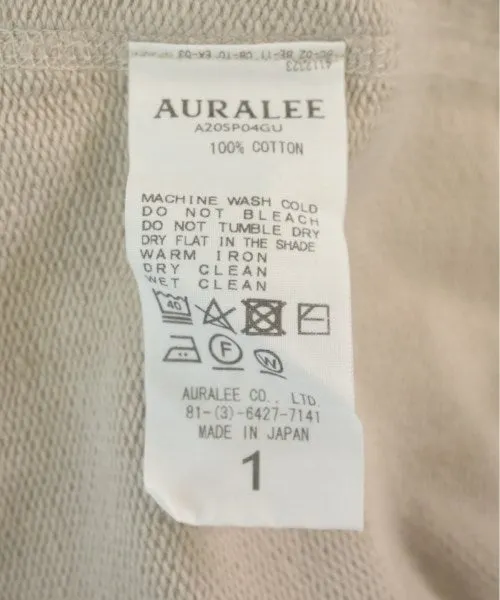 AURALEE
A20SP04GU
100% COTTON
MACHINE WASH COLD
DO NOT BLEACH
DO NOT TUMBLE DRY
DRY FLAT IN THE SHADE
WARM IRON
DRY CLEAN
WET CLEAN
40
F
W
AURALEE CO., LTD.
81-(3)-6427-7141
MADE IN JAPAN
1